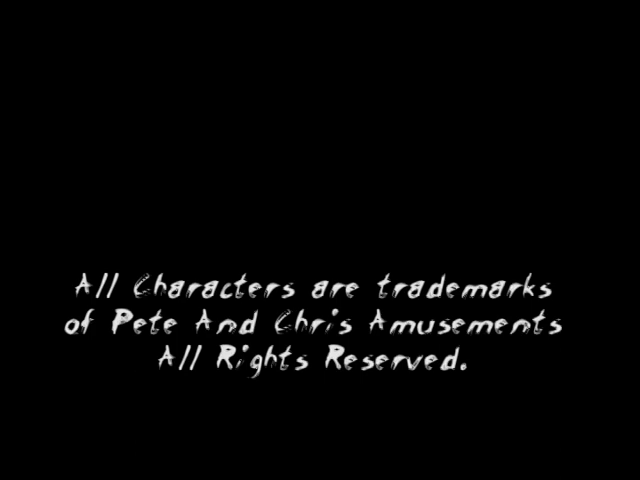 All Characters are trademarks
of Pete And Chris Amusements
All Rights Reserved.